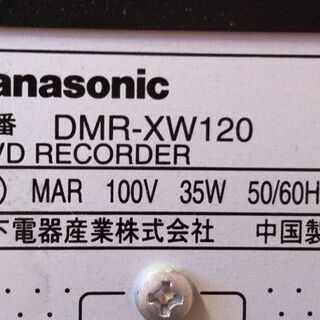 anasonic
番 DMR-XW120
VD RECORDER
MAR 100V 35W 50/60H
下電器産業株式会社 中国製